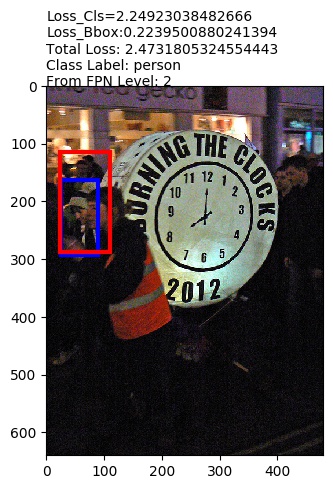 Loss_Cls=2.24923038482666
Loss_Bbox:0.2239500880241394
Total Loss: 2.4731805324554443
Class Label: person
From FPN Level: 2
0
100
200
300
400
500
600
0 100 200 300 400
gecko
BURNING THE CLOCKS
12
1
2
3
4
5
6
7
8
9
10
11
2012